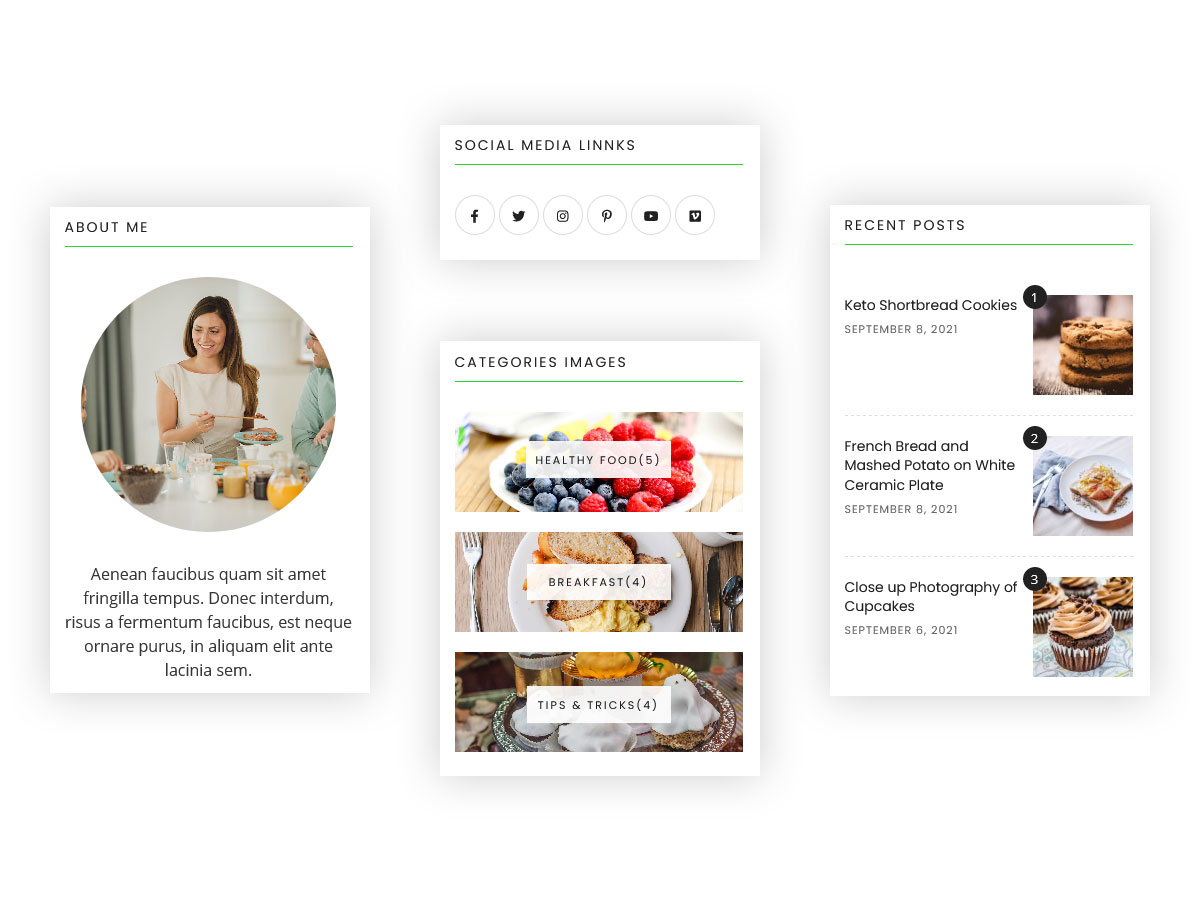 ABOUT ME
Aenean faucibus quam sit amet
fringilla tempus. Donec interdum,
risus a fermentum faucibus, est neque
ornare purus, in aliquam elit ante
lacinia sem.
SOCIAL MEDIA LINNKS
CATEGORIES IMAGES
HEALTHY FOOD(5)
BREAKFAST(4)
TIPS & TRICKS(4)
RECENT POSTS
1
Keto Shortbread Cookies
SEPTEMBER 8, 2021
2
French Bread and
Mashed Potato on White
Ceramic Plate
SEPTEMBER 8, 2021
3
Close up Photography of
Cupcakes
SEPTEMBER 6, 2021